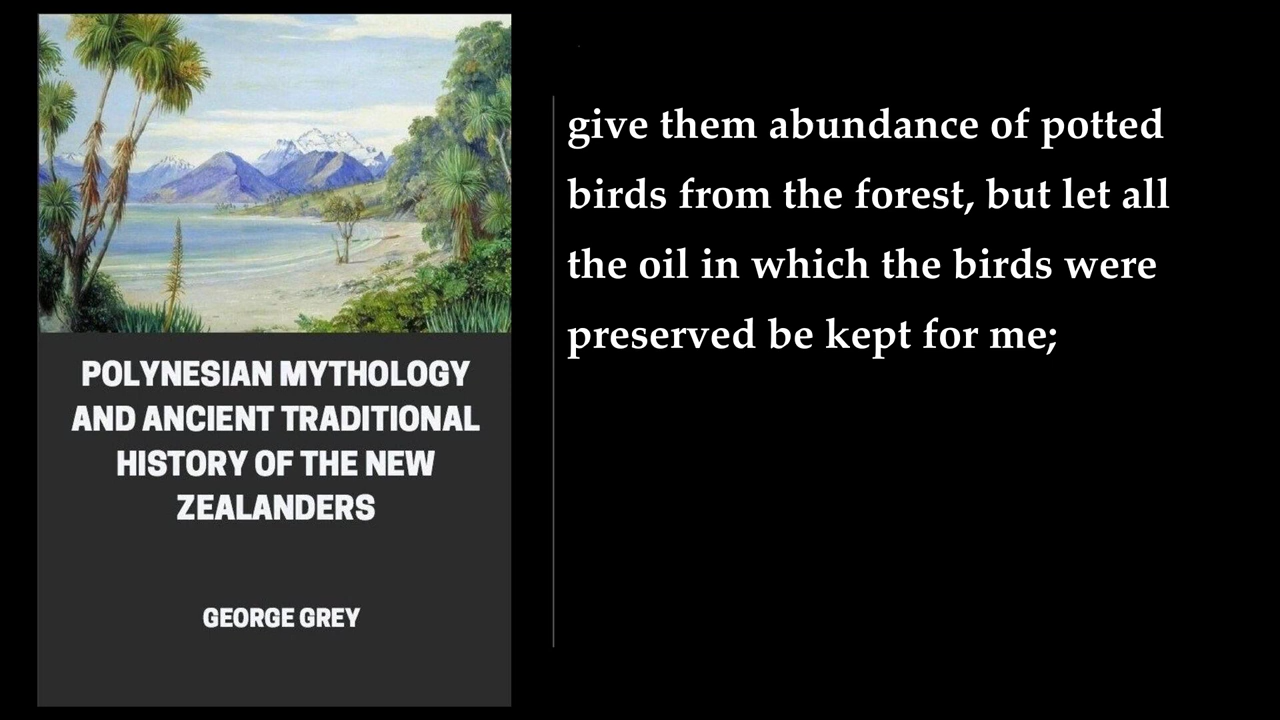 POLYNESIAN MYTHOLOGY
AND ANCIENT TRADITIONAL
HISTORY OF THE NEW
ZEALANDERS
GEORGE GREY
give them abundance of potted
birds from the forest, but let all
the oil in which the birds were
preserved be kept for me;